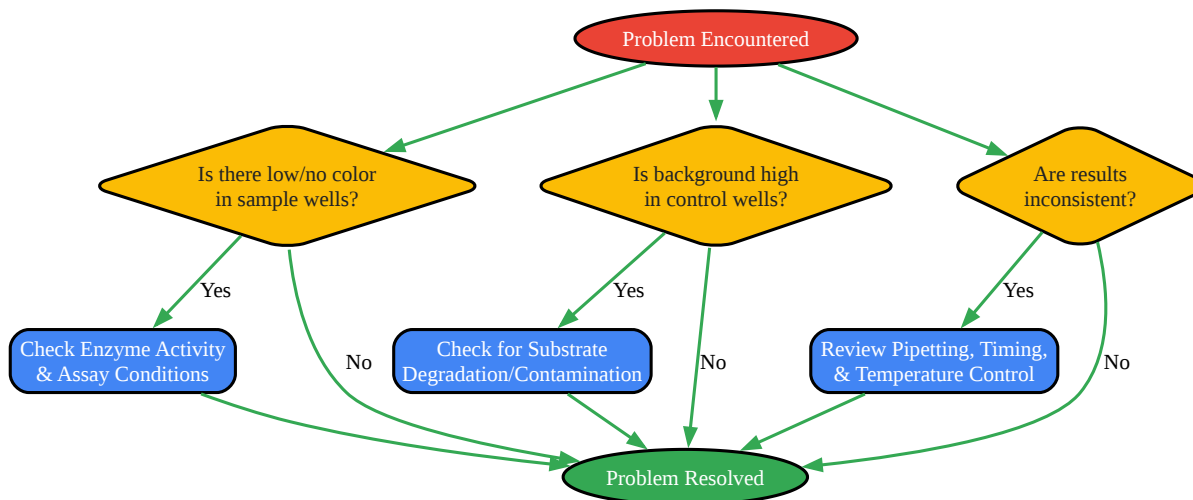 Problem Encountered
Is there low/no color
in sample wells?
Is background high
in control wells?
Are results
inconsistent?
Yes
Yes
Yes
Check Enzyme Activity
& Assay Conditions
No
Check for Substrate
Degradation/Contamination
No
Review Pipetting, Timing,
& Temperature Control
No
Problem Resolved